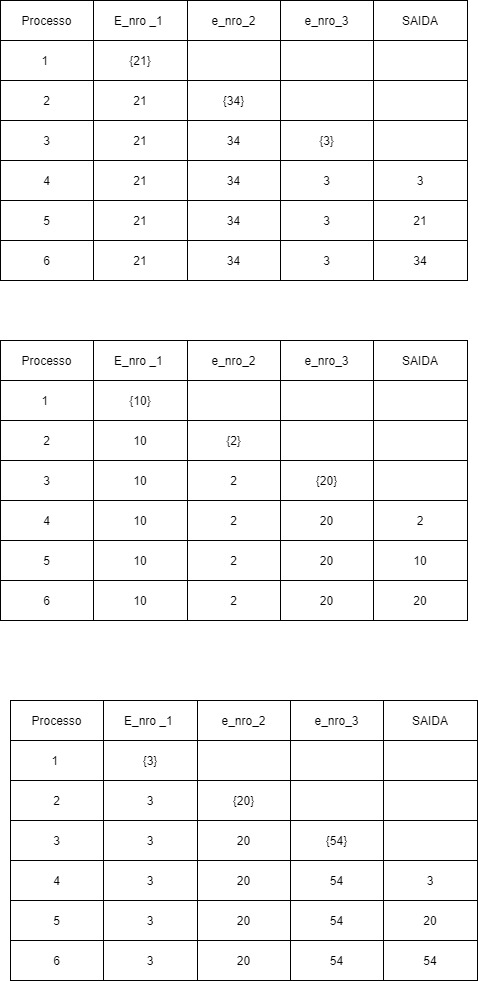 Processo E_nro _1 e_nro_2 e_nro_3 SAIDA
1 {21}
2 21 {34}
3 21 34 {3}
4 21 34 3 3
5 21 34 3 21
6 21 34 3 34
Processo E_nro _1 e_nro_2 e_nro_3 SAIDA
1 {10}
2 10 {2}
3 10 2 {20}
4 10 2 20 2
5 10 2 20 10
6 10 2 20 20
Processo E_nro _1 e_nro_2 e_nro_3 SAIDA
1 {3}
2 3 {20}
3 3 20 {54}
4 3 20 54 3
5 3 20 54 20
6 3 20 54 54